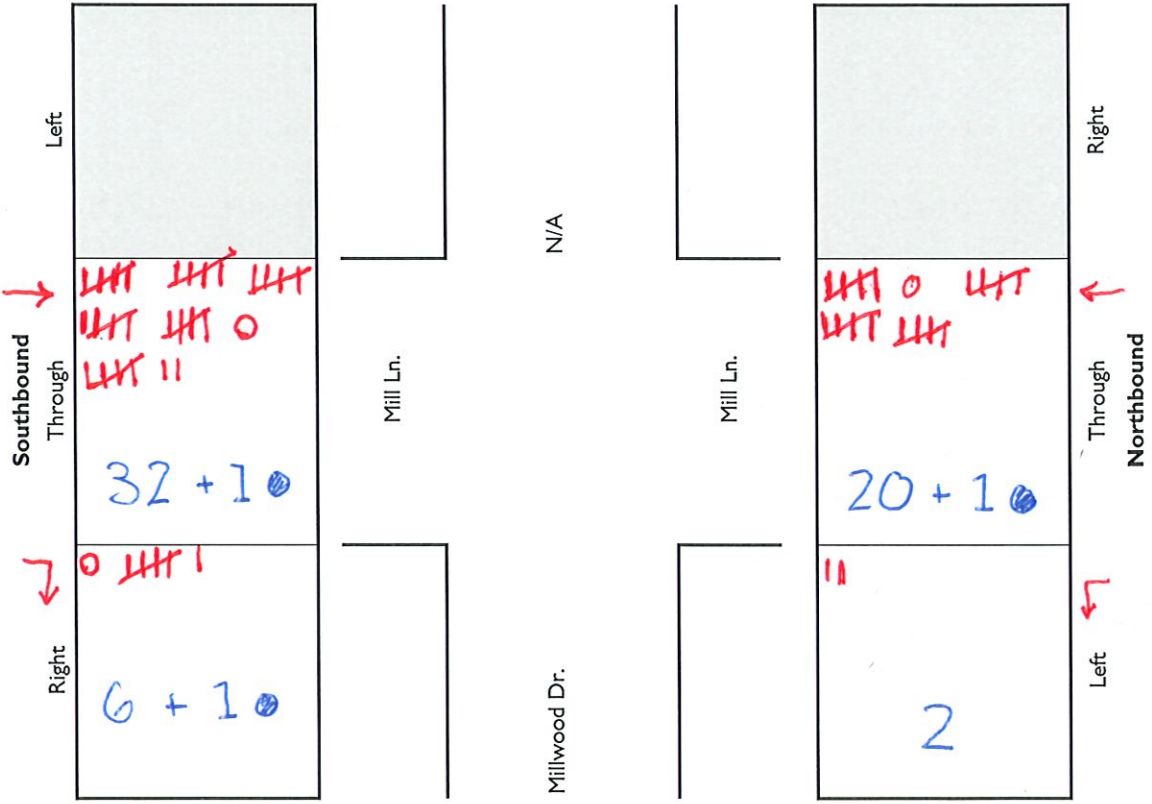 Left
Southbound
Through
Right
32 + 1
6 + 1
Mill Ln.
N/A
Millwood Dr.
Mill Ln.
20 + 1
2
Right
Through
Northbound
Left